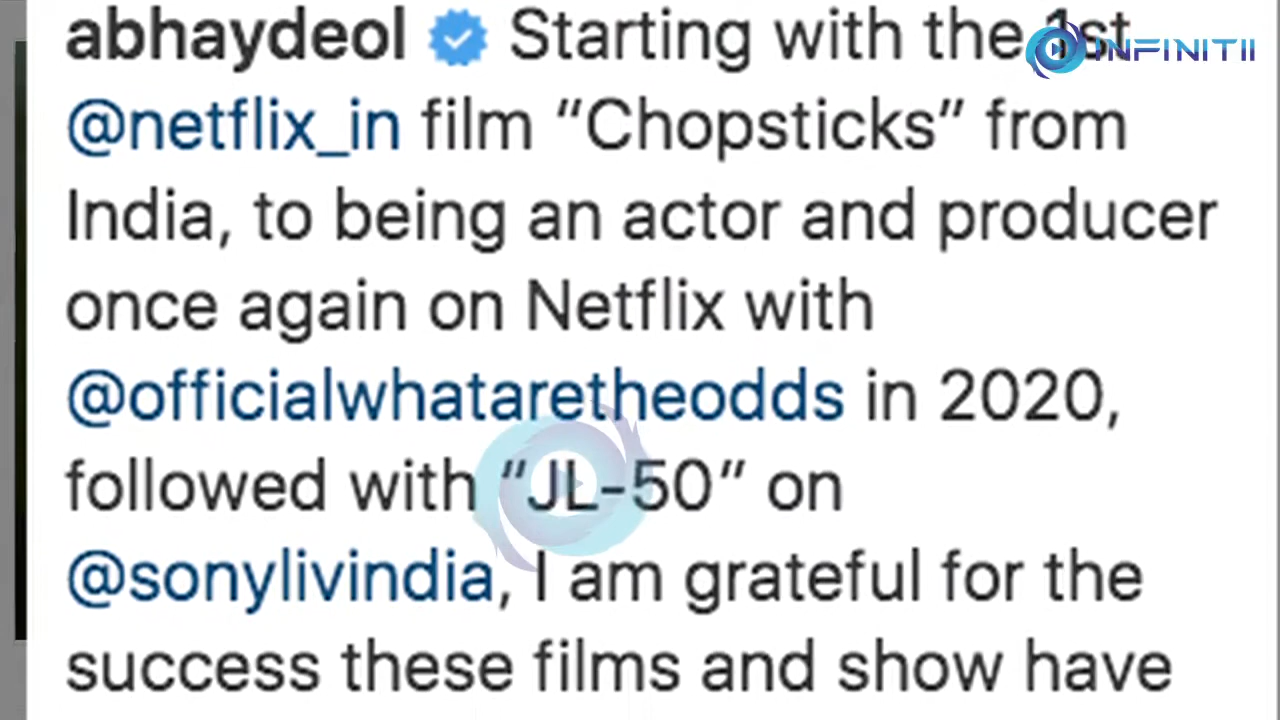 abhaydeol Starting with the 1st
INFINITII
@netflix_in film “Chopsticks” from
India, to being an actor and producer
once again on Netflix with
@officialwhataretheodds in 2020,
followed with “JL-50” on
@sonylivindia, I am grateful for the
success these films and show have